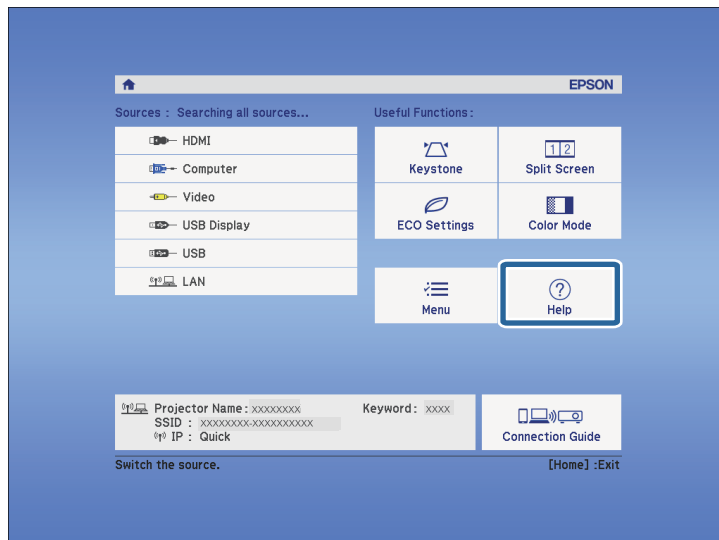 EPSON
Sources : Searching all sources...
HDMI
Computer
Video
USB Display
USB
LAN
Useful Functions :
Keystone
1 2
Split Screen
ECO Settings
Color Mode
Menu
?
Help
Projector Name : xxxxxxxx
Keyword : xxxx
SSID : xxxxxxxx-xxxxxxxxxx
IP : Quick
Connection Guide
Switch the source.
[Home] :Exit